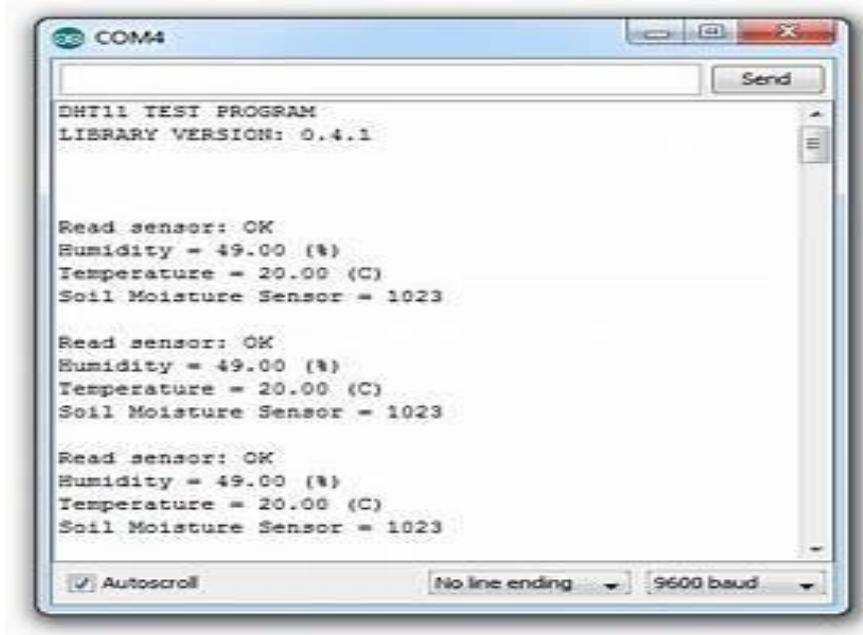 COM4
Send
DHT11 TEST PROGRAM
LIBRARY VERSION: 0.4.1
Read sensor: OK
Humidity = 49.00 (%)
Temperature = 20.00 (C)
Soil Moisture Sensor = 1023
Read sensor: OK
Humidity = 49.00 (%)
Temperature = 20.00 (C)
Soil Moisture Sensor = 1023
Read sensor: OK
Humidity = 49.00 (%)
Temperature = 20.00 (C)
Soil Moisture Sensor = 1023
Autoscroll No line ending 9600 baud